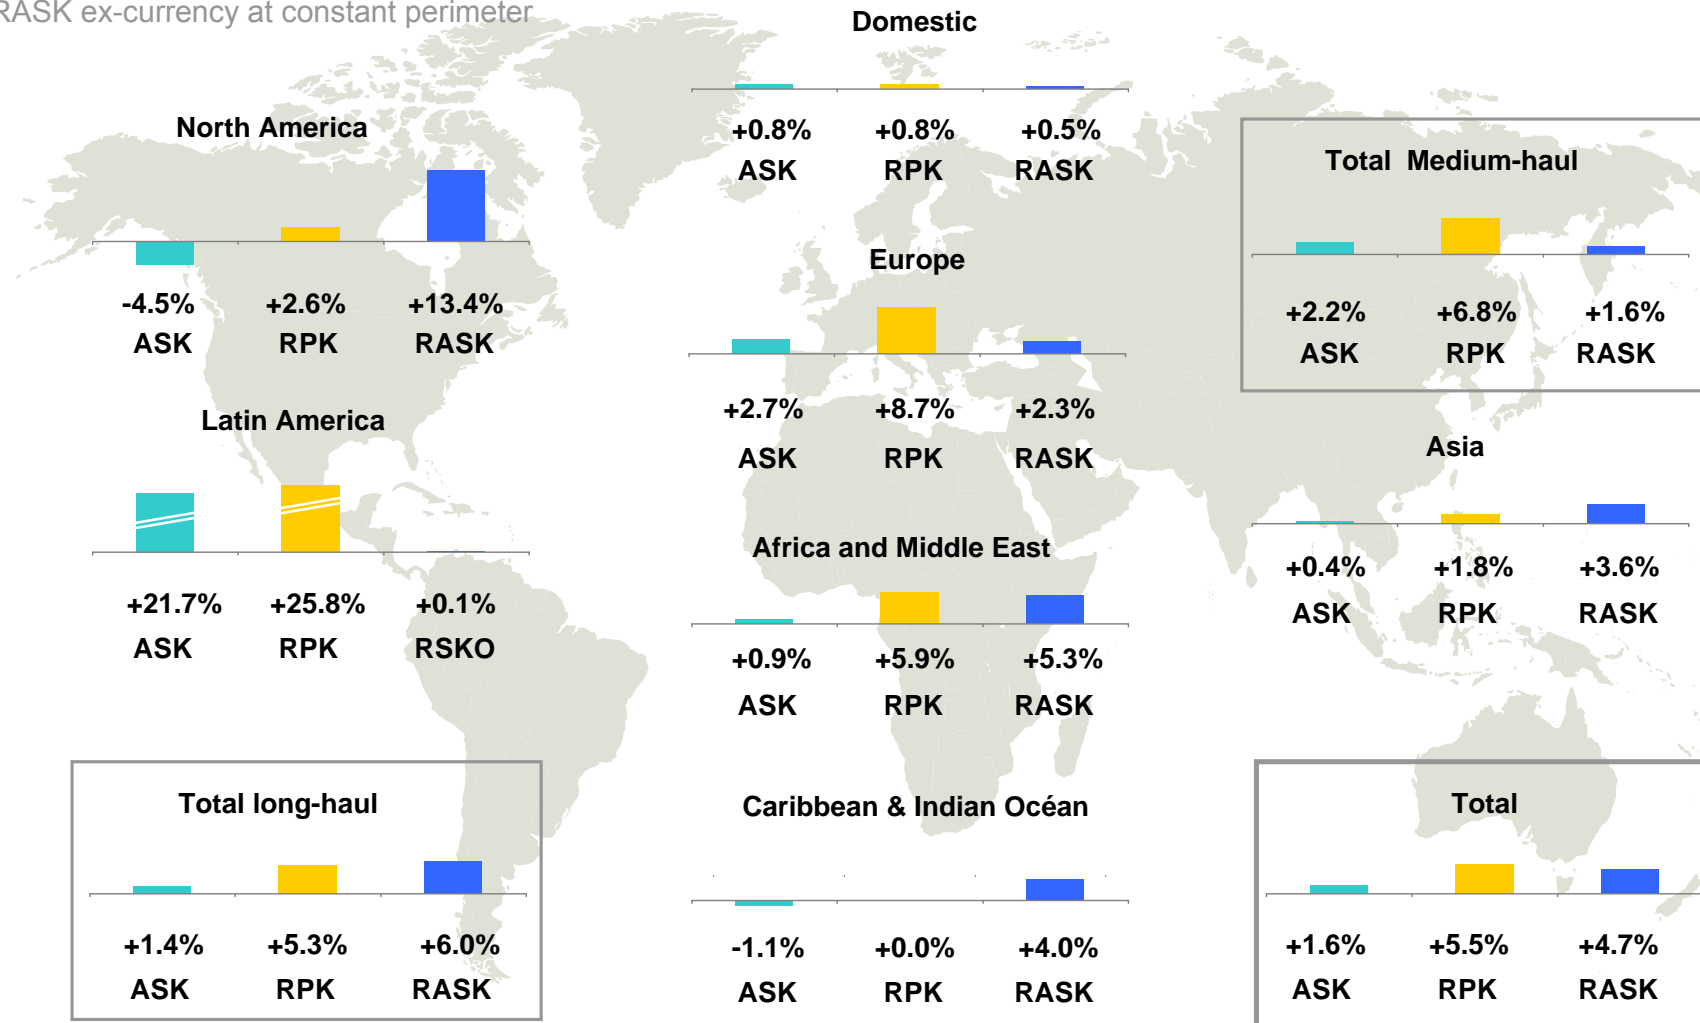 RASK ex-currency at constant perimeter
Domestic
+0.8% +0.8% +0.5%
ASK RPK RASK
North America
-4.5% +2.6% +13.4%
ASK RPK RASK
Total Medium-haul
+2.2% +6.8% +1.6%
ASK RPK RASK
Europe
+2.7% +8.7% +2.3%
ASK RPK RASK
Latin America
+21.7% +25.8% +0.1%
ASK RPK RSKO
Asia
+0.4% +1.8% +3.6%
ASK RPK RASK
Africa and Middle East
+0.9% +5.9% +5.3%
ASK RPK RASK
Total long-haul
+1.4% +5.3% +6.0%
ASK RPK RASK
Caribbean & Indian Océan
-1.1% +0.0% +4.0%
ASK RPK RASK
Total
+1.6% +5.5% +4.7%
ASK RPK RASK